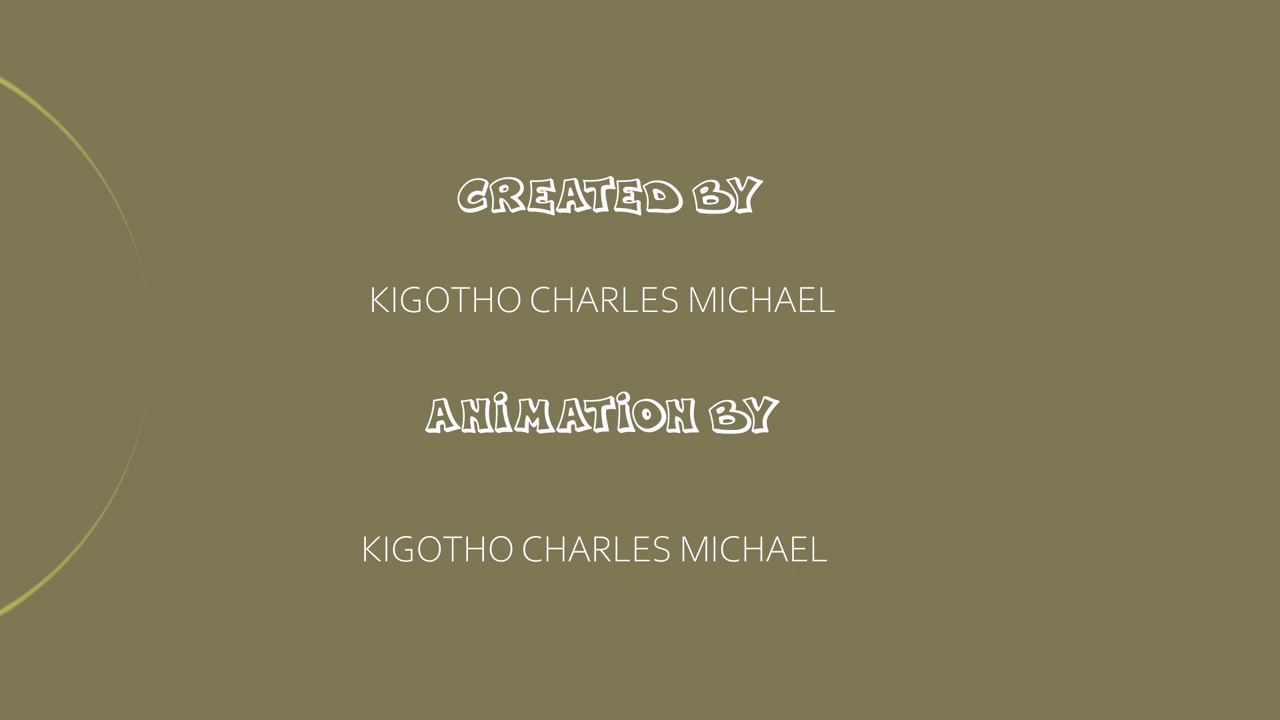 CREATED BY
KIGOTHO CHARLES MICHAEL
ANiMATiON BY
KIGOTHO CHARLES MICHAEL